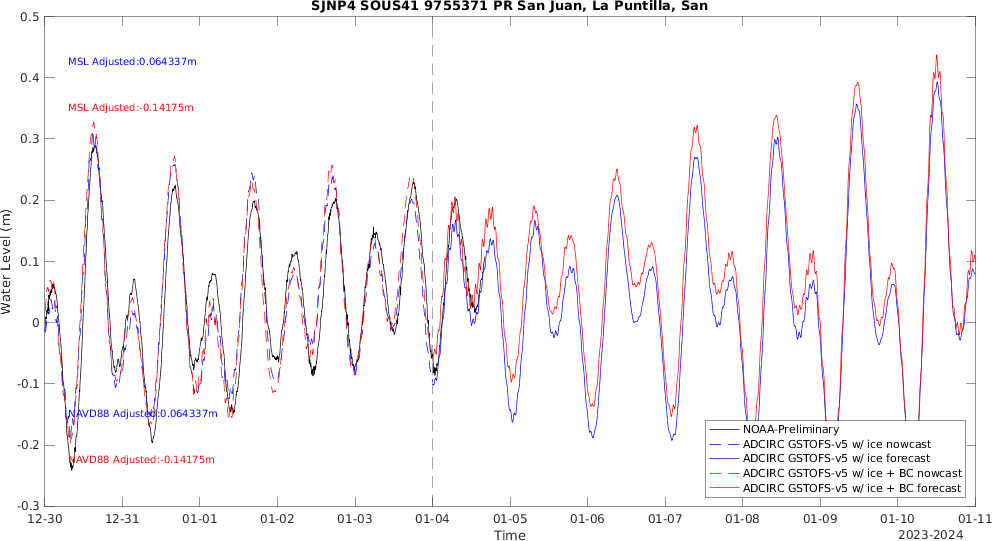 SJNP4 SOUS41 9755371 PR San Juan, La Puntilla, San
0.5
0.4
0.3
0.2
0.1
0
-0.1
-0.2
-0.3
Water Level (m)
MSL Adjusted:0.064337m
MSL Adjusted:-0.14175m
NAVD88 Adjusted:0.064337m
NAVD88 Adjusted:-0.14175m
NOAA-Preliminary
ADCIRC GSTOFS-v5 w/ ice nowcast
ADCIRC GSTOFS-v5 w/ ice forecast
ADCIRC GSTOFS-v5 w/ ice + BC nowcast
ADCIRC GSTOFS-v5 w/ ice + BC forecast
12-30 12-31 01-01 01-02 01-03 01-04 01-05 01-06 01-07 01-08 01-09 01-10 01-11
Time
2023-2024